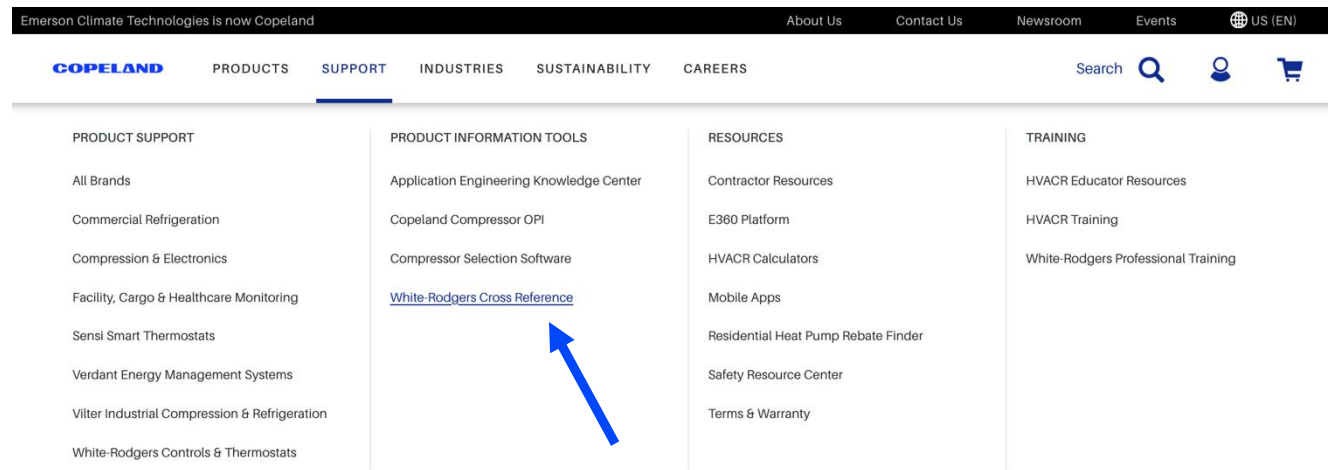 Emerson Climate Technologies is now Copeland
About Us
Contact Us
Newsroom
Events
US (EN)
COPELAND
PRODUCTS
SUPPORT
INDUSTRIES
SUSTAINABILITY
CAREERS
Search
PRODUCT SUPPORT
All Brands
Commercial Refrigeration
Compression & Electronics
Facility, Cargo & Healthcare Monitoring
Sensi Smart Thermostats
Verdant Energy Management Systems
Vilter Industrial Compression & Refrigeration
White-Rodgers Controls & Thermostats
PRODUCT INFORMATION TOOLS
Application Engineering Knowledge Center
Copeland Compressor OPI
Compressor Selection Software
White-Rodgers Cross Reference
RESOURCES
Contractor Resources
E360 Platform
HVACR Calculators
Mobile Apps
Residential Heat Pump Rebate Finder
Safety Resource Center
Terms & Warranty
TRAINING
HVACR Educator Resources
HVACR Training
White-Rodgers Professional Training